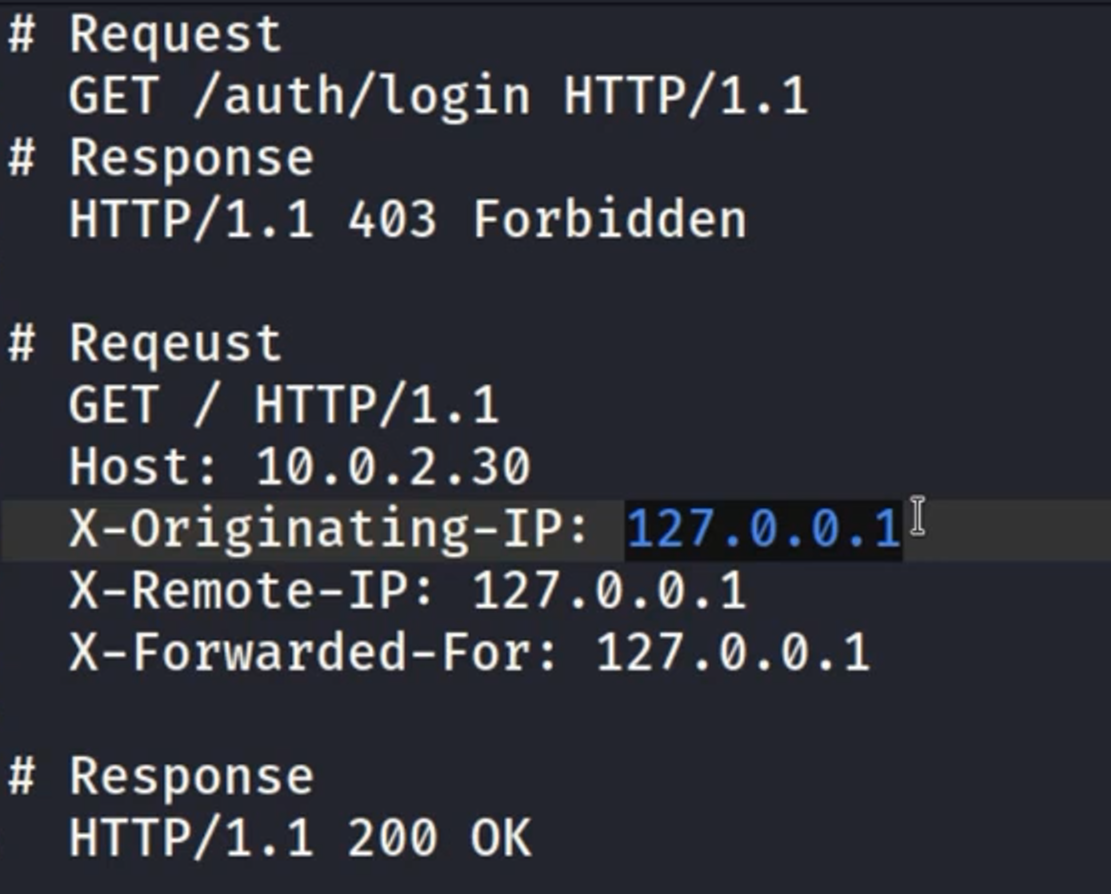 # Request
GET /auth/login HTTP/1.1
# Response
HTTP/1.1 403 Forbidden
# Reqeust
GET / HTTP/1.1
Host: 10.0.2.30
X-Originating-IP: 127.0.0.1
X-Remote-IP: 127.0.0.1
X-Forwarded-For: 127.0.0.1
# Response
HTTP/1.1 200 OK